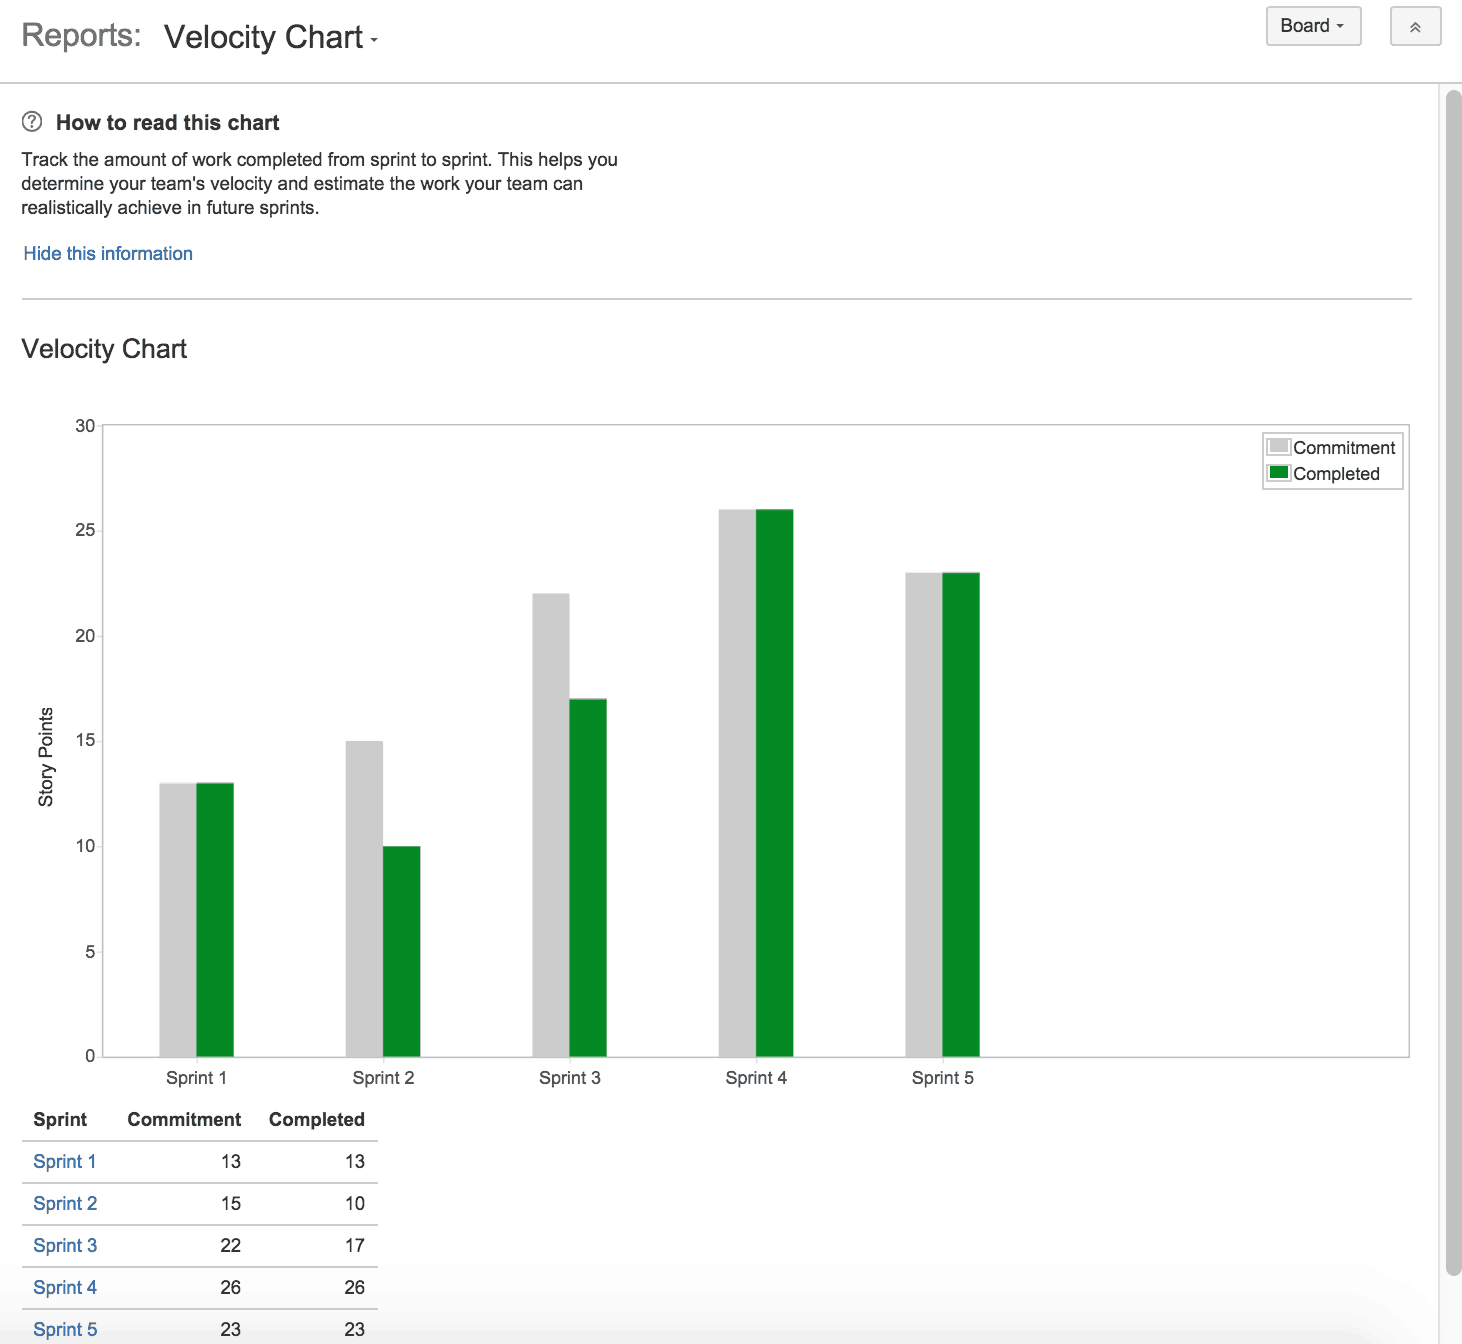 Reports: Velocity Chart
Board
How to read this chart
Track the amount of work completed from sprint to sprint. This helps you
determine your team's velocity and estimate the work your team can
realistically achieve in future sprints.
Hide this information
Velocity Chart
30
25
20
15
10
5
0
Story Points
Commitment
Completed
Sprint 1 Sprint 2 Sprint 3 Sprint 4 Sprint 5
Sprint Commitment Completed
Sprint 1 13 13
Sprint 2 15 10
Sprint 3 22 17
Sprint 4 26 26
Sprint 5 23 23